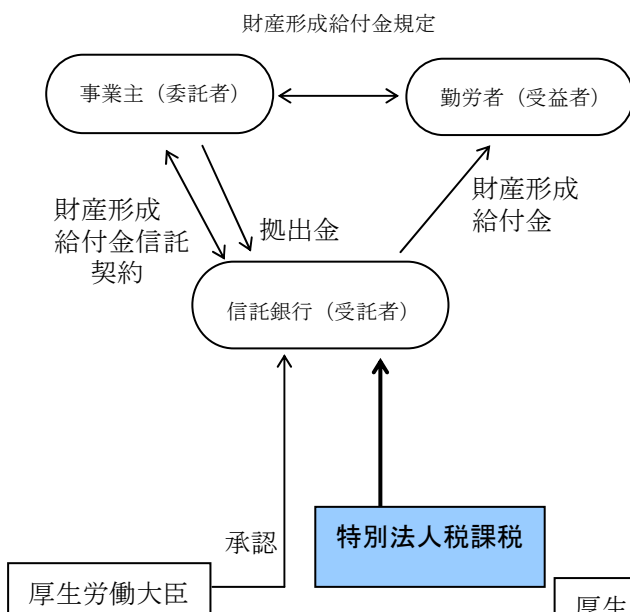 財産形成給付金規定
事業主（委託者）
勤労者（受益者）
財産形成
給付金信託
契約
拠出金
財産形成
給付金
信託銀行（受託者）
承認
特別法人税課税
厚生労働大臣
厚生